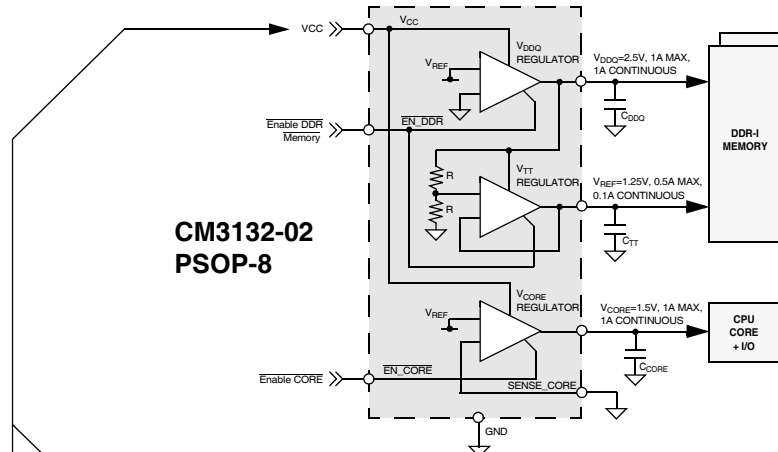 VCC
VCC
VREF
VDDQ
REGULATOR
VDDQ=2.5V, 1A MAX,
1A CONTINUOUS
CDDQ
Enable DDR
Memory
EN_DDR
DDR-I
MEMORY
R
R
VTT
REGULATOR
VREF=1.25V, 0.5A MAX,
0.1A CONTINUOUS
CTT
CM3132-02
PSOP-8
VCORE
REGULATOR
VREF
VCORE=1.5V, 1A MAX,
1A CONTINUOUS
CPU
CORE
+ I/O
CCORE
Enable CORE
EN_CORE
SENSE_CORE
GND